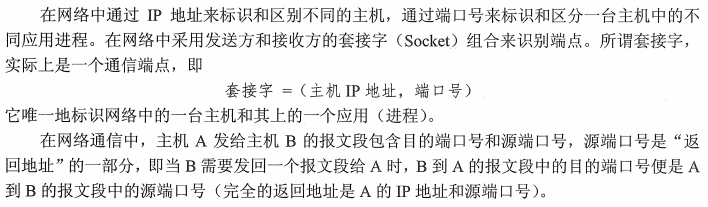 在网络中通过 IP 地址来标识和区别不同的主机，通过端口号来标识和区分一台主机中的不
同应用进程。在网络中采用发送方和接收方的套接字（Socket）组合来识别端点。所谓套接字，
实际上是一个通信端点，即
套接字 =（主机 IP 地址，端口号）
它唯一地标识网络中的一台主机和其上的一个应用（进程）。
在网络通信中，主机 A 发给主机 B 的报文段包含目的端口号和源端口号，源端口号是“返
回地址”的一部分，即当 B 需要发回一个报文段给 A 时，B 到 A 的报文段中的目的端口号便是 A
到 B 的报文段中的源端口号（完全的返回地址是 A 的 IP 地址和源端口号）。